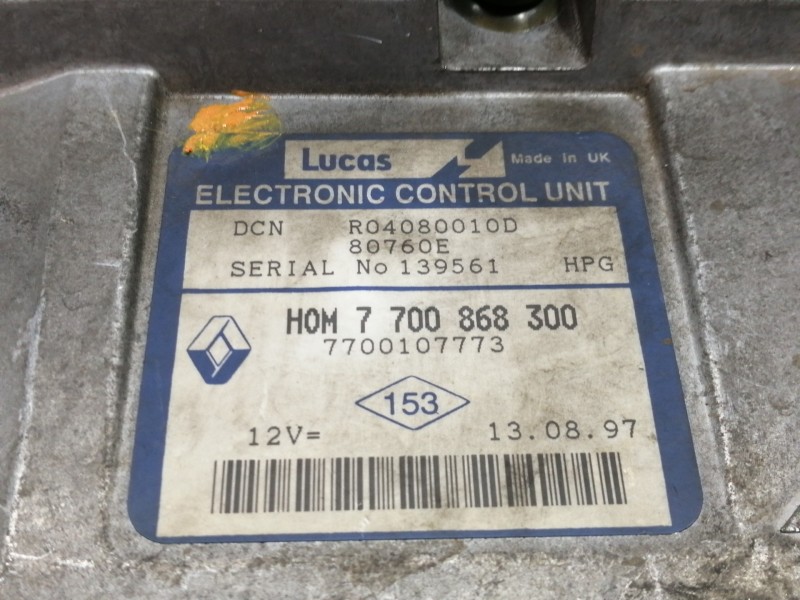 Lucas Made in UK
ELECTRONIC CONTROL UNIT
DCN R04080010D
80760E
SERIAL No 139561 HPG
HOM 7 700 868 300
7700107773
153
12V= 13.08.97